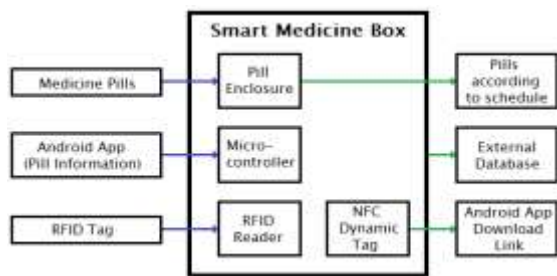 Smart Medicine Box
Medicine Pills
Pill
Enclosure
Pills
according
to schedule
Android App
(Pill Information)
Micro-
controller
External
Database
RFID Tag
RFID
Reader
NFC
Dynamic
Tag
Android App
Download
Link